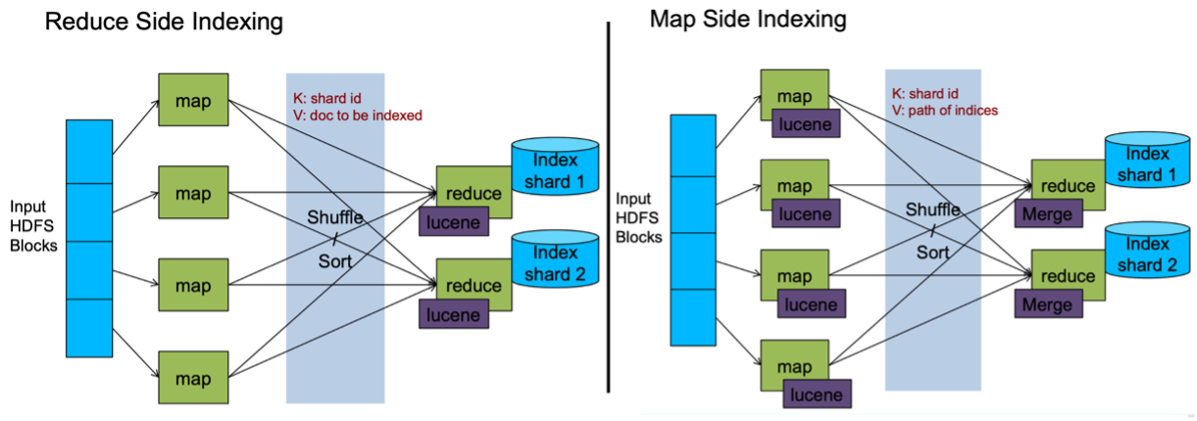 Reduce Side Indexing
map
K: shard id
V: doc to be indexed
map
Input
HDFS
Blocks
Shuffle
/
Sort
map
map
reduce
lucene
Index
shard 1
reduce
lucene
Index
shard 2
Map Side Indexing
map
lucene
K: shard id
V: path of indices
map
lucene
Input
HDFS
Blocks
Shuffle
/
Sort
map
lucene
map
lucene
reduce
Merge
Index
shard 1
reduce
Merge
Index
shard 2